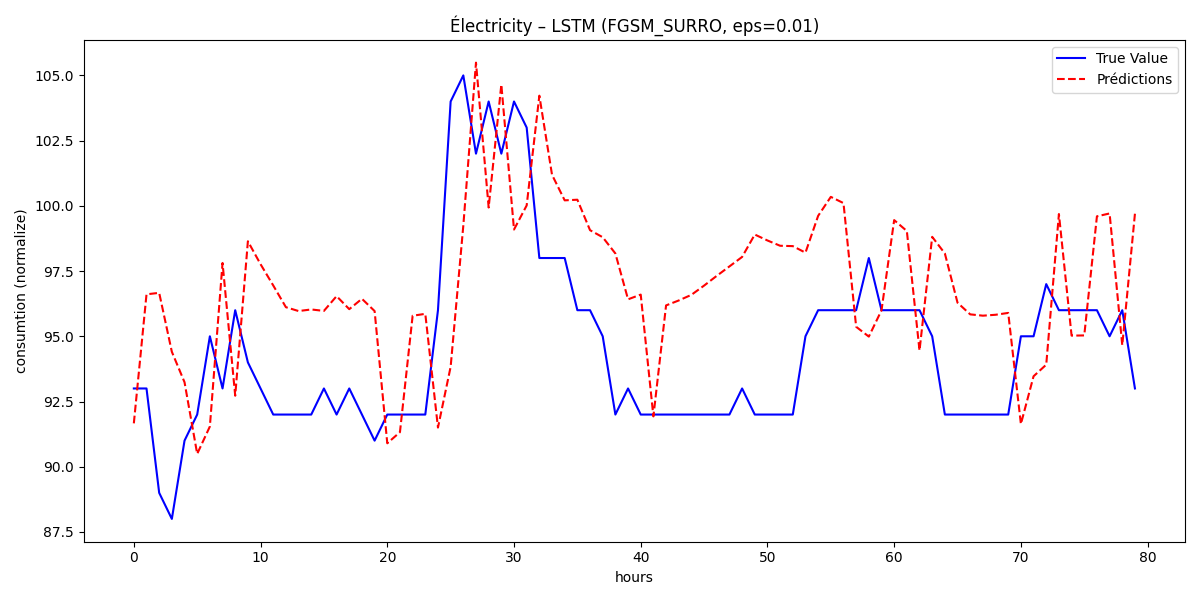 Électricity – LSTM (FGSM_SURRO, eps=0.01)
True Value
Prédictions
consumtion (normalize)
105.0
102.5
100.0
97.5
95.0
92.5
90.0
87.5
0 10 20 30 40 50 60 70 80
hours